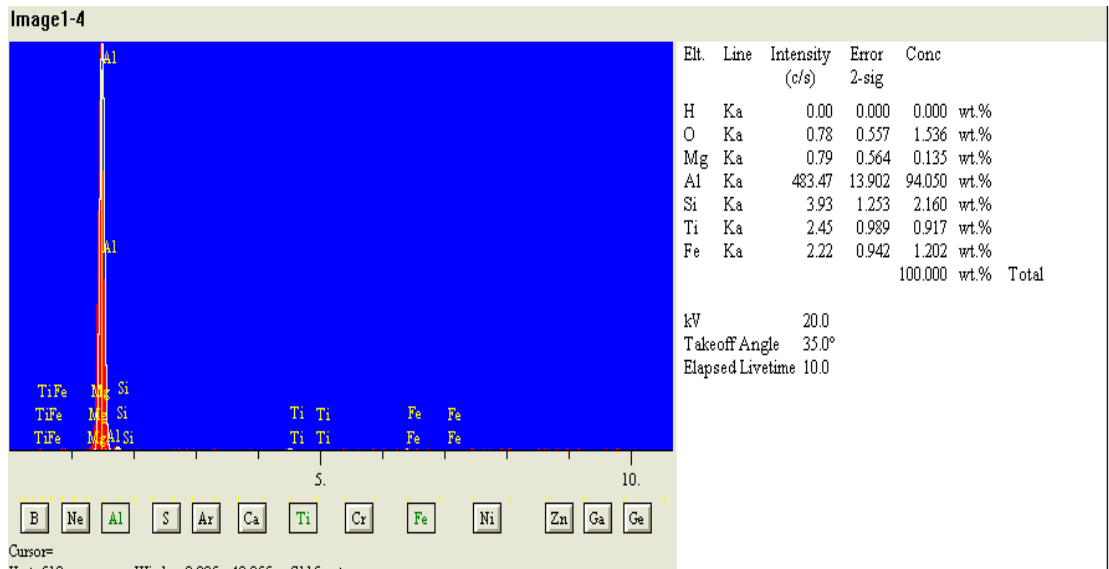 Image1-4
Al
Al
TiFe Mg Si
TiFe Mg Si Ti Ti Fe Fe
TiFe MgAlSi Ti Ti Fe Fe
5. 10.
B Ne Al S Ar Ca Ti Cr Fe Ni Zn Ga Ge
Cursor=
Elt. Line Intensity Error Conc
(c/s) 2-sig
H Ka 0.00 0.000 0.000 wt.%
O Ka 0.78 0.557 1.536 wt.%
Mg Ka 0.79 0.564 0.135 wt.%
Al Ka 483.47 13.902 94.050 wt.%
Si Ka 3.93 1.253 2.160 wt.%
Ti Ka 2.45 0.989 0.917 wt.%
Fe Ka 2.22 0.942 1.202 wt.%
100.000 wt.% Total
kV 20.0
Takeoff Angle 35.0°
Elapsed Livetime 10.0